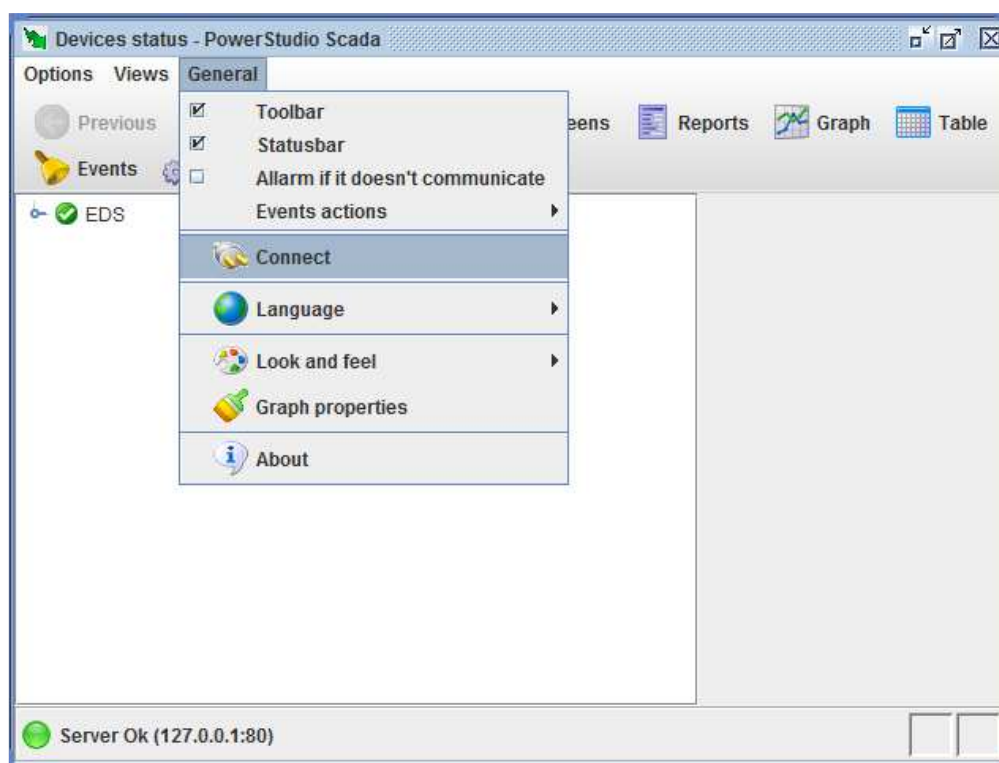 Devices status - PowerStudio Scada
Options Views General
Previous
eens Reports Graph Table
Events
Toolbar
Statusbar
Allarm if it doesn't communicate
Events actions
Connect
Language
Look and feel
Graph properties
About
EDS
Server Ok (127.0.0.1:80)